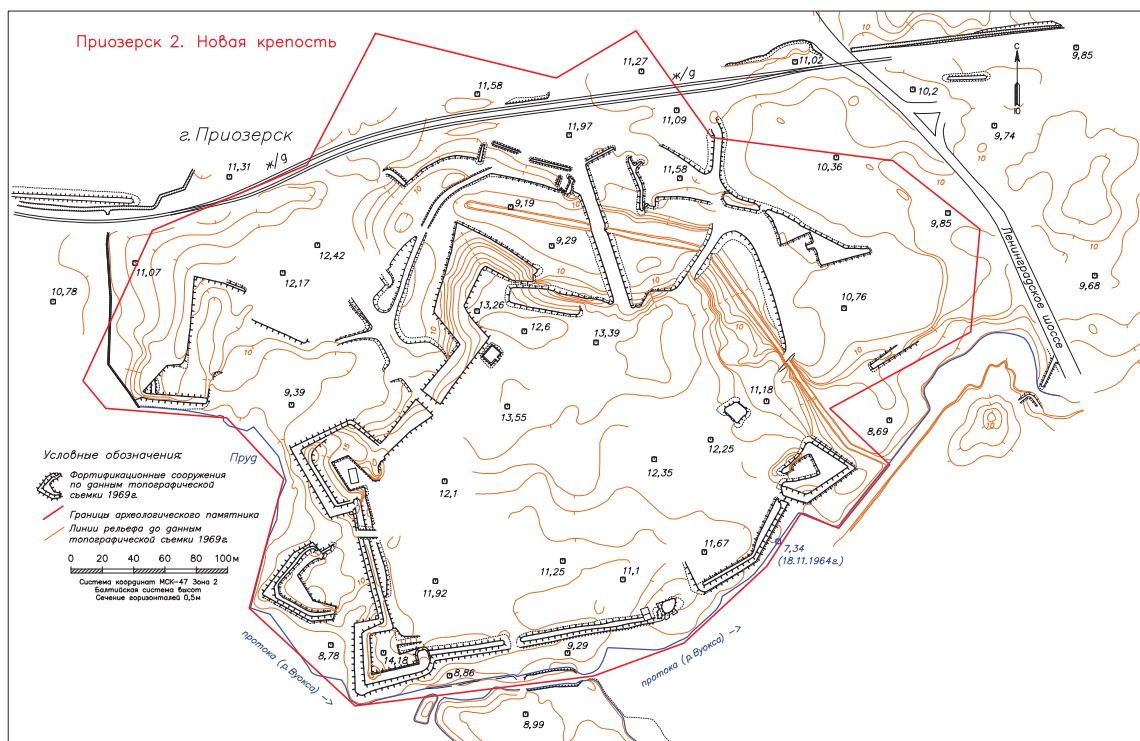 Приозерск 2. Новая крепость
11,27
ж/д
11,02
9,85
с
ю
11,58
10,2
11,09
9,74
11,97
г. Приозерск
ж/д
11,31
11,58
10,36
10
9,19
9,85
12,42
9,29
10
Ленинградское шоссе
11,07
12,17
10,78
9,68
13,26
12,6
13,39
10,76
10
9,39
13,55
11,18
8,69
10
12,25
Пруд
15
12,35
12,1
Условные обозначения:
Фортификационные сооружения
по данным топографической
съемки 1969г.
Границы археологического памятника
Линии рельефа до данным
топографической съемки 1969г.
0 20 40 60 80 100м
Система координат МСК-47 Зона 2
Балтийская система высот
Сечение горизонталей 0,5м
11,67
7,34
(18.11.1964г.)
11,25
11,1
11,92
10
8,78
14,18
9,29
8,86
протока (р.Вуокса) —>
протока (р.Вуокса) —>
8,99